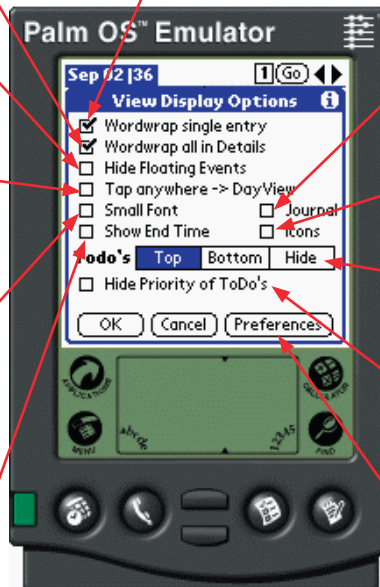 Palm OS™ Emulator
Sep 02 |36 1 Go
View Display Options i
Wordwrap single entry
Wordwrap all in Details
Hide Floating Events
Tap anywhere -> DayView
Small Font Journal
Show End Time Icons
Todo's Top Bottom Hide
Hide Priority of ToDo's
OK Cancel Preferences
APPLICATIONS CALCULATOR
MENU abcde 12345 FIND